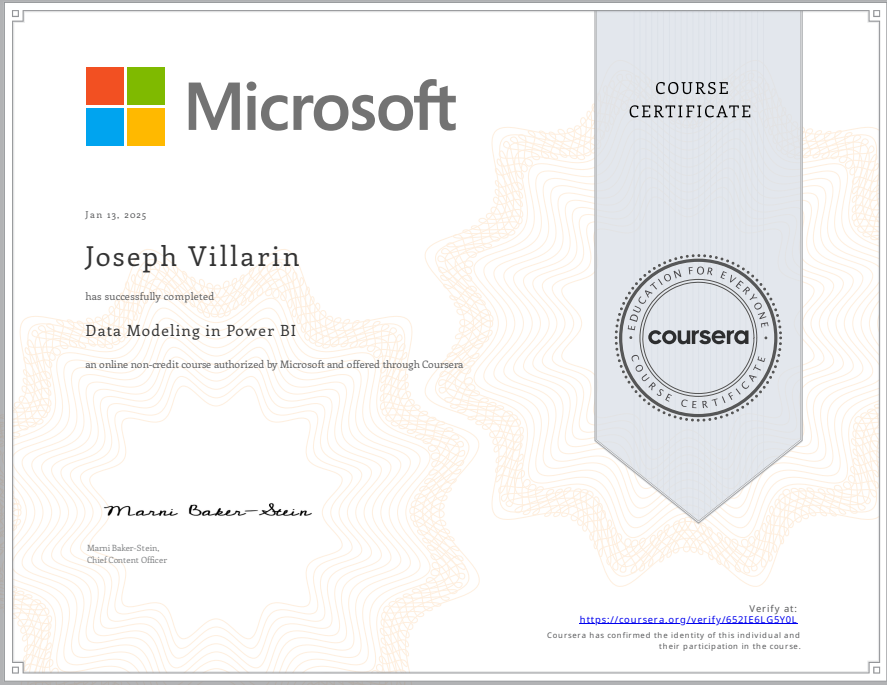 Microsoft
COURSE
CERTIFICATE
Jan 13, 2025
Joseph Villarin
has successfully completed
Data Modeling in Power BI
an online non-credit course authorized by Microsoft and offered through Coursera
EDUCATION FOR EVERYONE
coursera
COURSE CERTIFICATE
Marni Baker-Stein
Marni Baker-Stein,
Chief Content Officer
Verify at:
https://coursera.org/verify/652IE6LG5Y0L
Coursera has confirmed the identity of this individual and
their participation in the course.